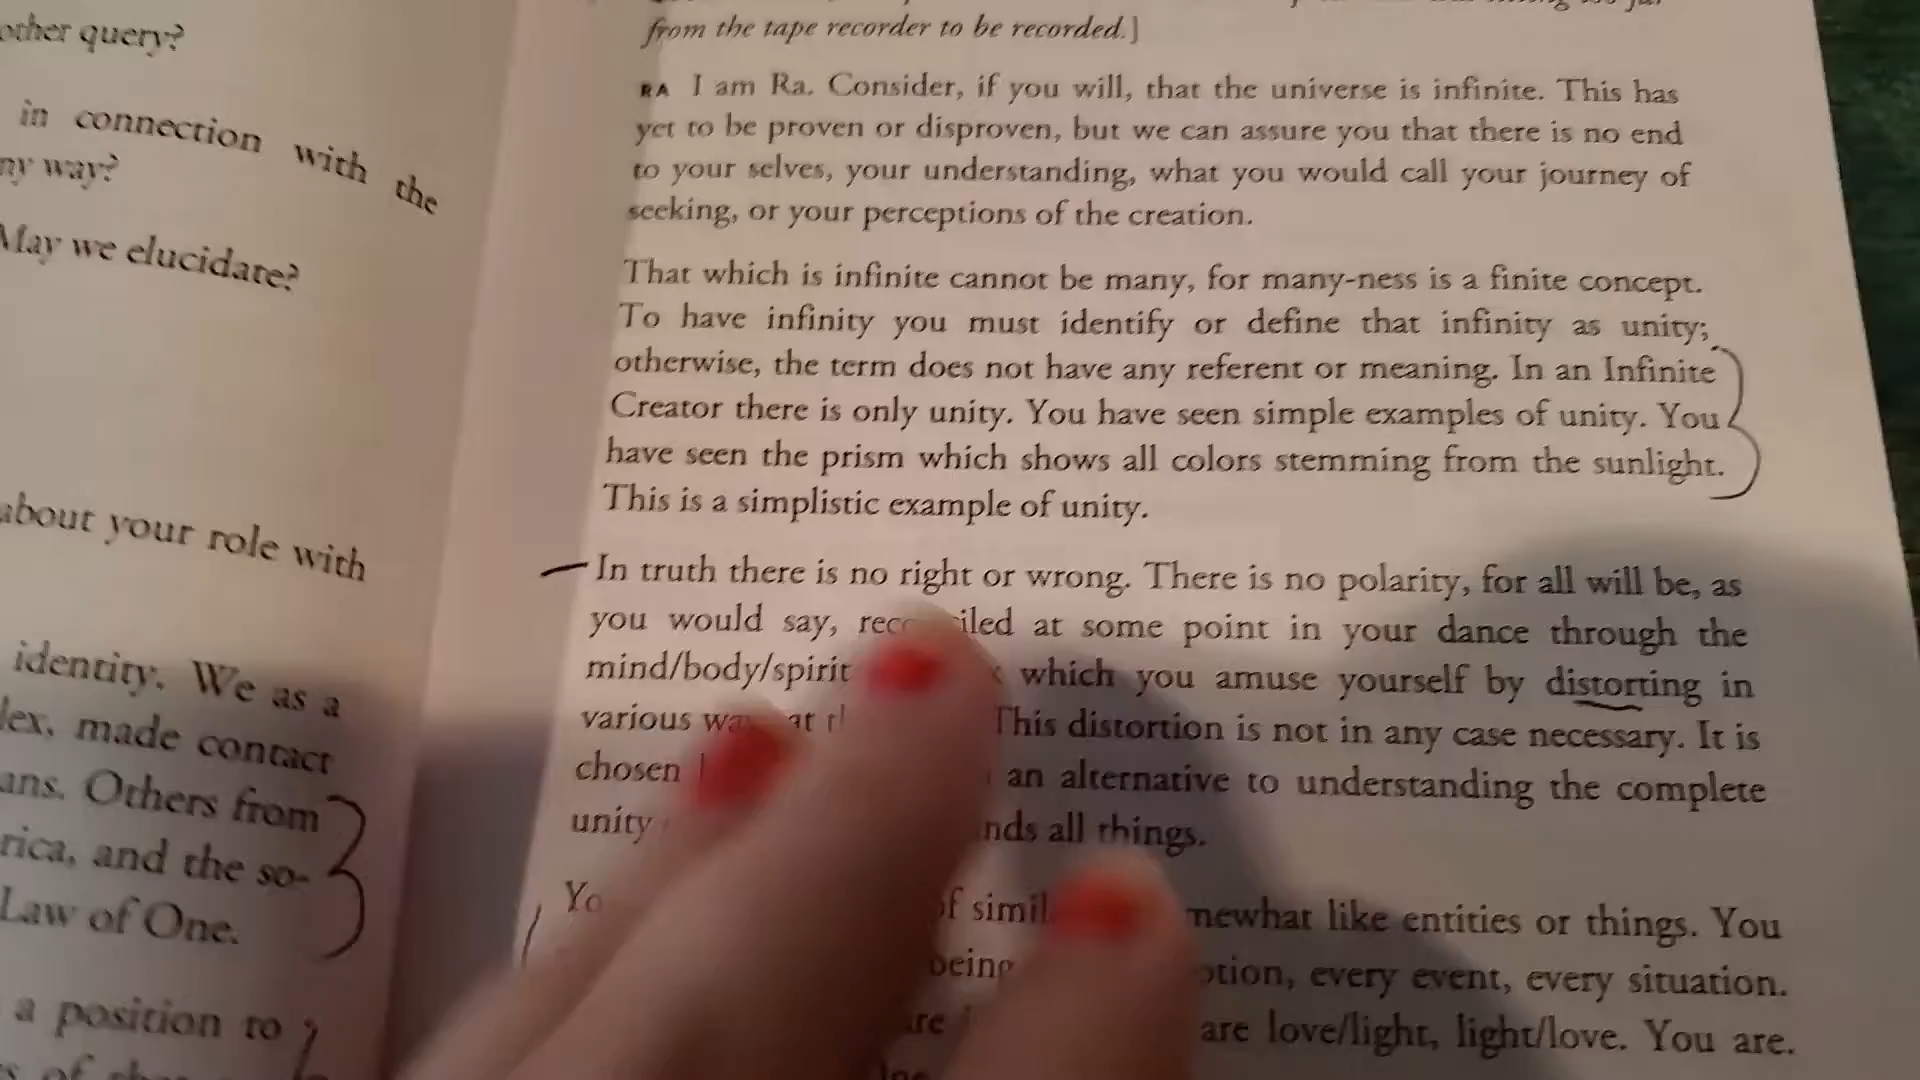 other query?
in connection with the
way?
May we elucidate?
about your role with
identity. We as a
made contact
Others from
and the so-
Law of One.
a position to
of
from the tape recorder to be recorded.]
RA I am Ra. Consider, if you will, that the universe is infinite. This has
yet to be proven or disproven, but we can assure you that there is no end
to your selves, your understanding, what you would call your journey of
seeking, or your perceptions of the creation.
That which is infinite cannot be many, for many-ness is a finite concept.
To have infinity you must identify or define that infinity as unity;
otherwise, the term does not have any referent or meaning. In an Infinite
Creator there is only unity. You have seen simple examples of unity. You
have seen the prism which shows all colors stemming from the sunlight.
This is a simplistic example of unity.
In truth there is no right or wrong. There is no polarity, for all will be, as
you would say, at some point in your dance through the
mind/body/spirit which you amuse yourself by distorting in
various This distortion is not in any case necessary. It is
chosen an alternative to understanding the complete
unity all things.
like entities or things. You
being every event, every situation.
are love/light, light/love. You are.